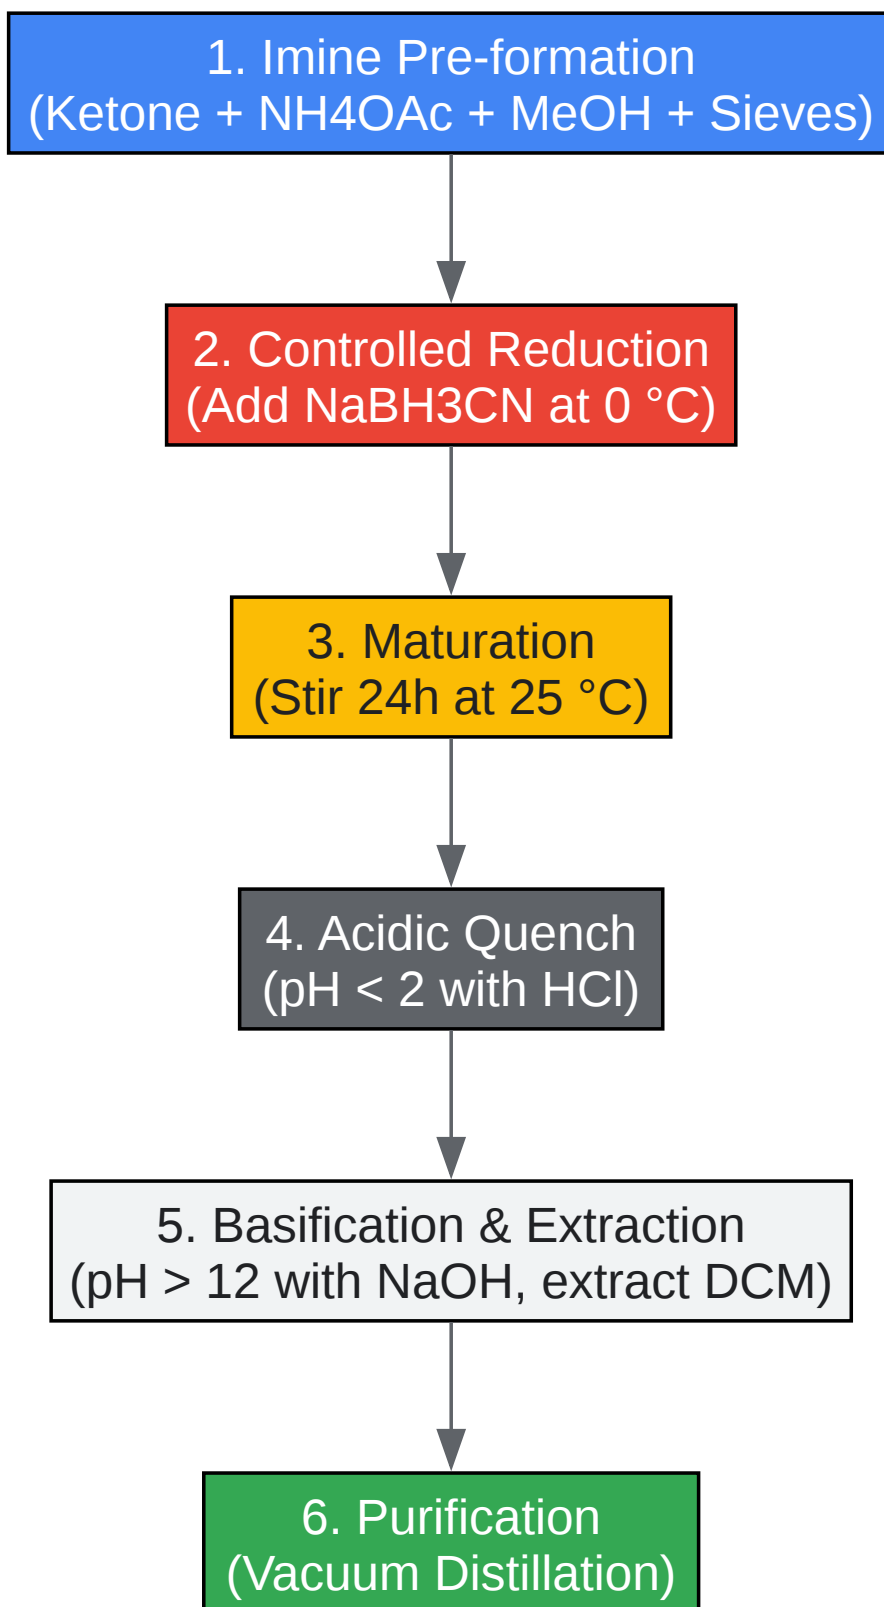 1. Imine Pre-formation
(Ketone + NH4OAc + MeOH + Sieves)
2. Controlled Reduction
(Add NaBH3CN at 0 °C)
3. Maturation
(Stir 24h at 25 °C)
4. Acidic Quench
(pH < 2 with HCl)
5. Basification & Extraction
(pH > 12 with NaOH, extract DCM)
6. Purification
(Vacuum Distillation)